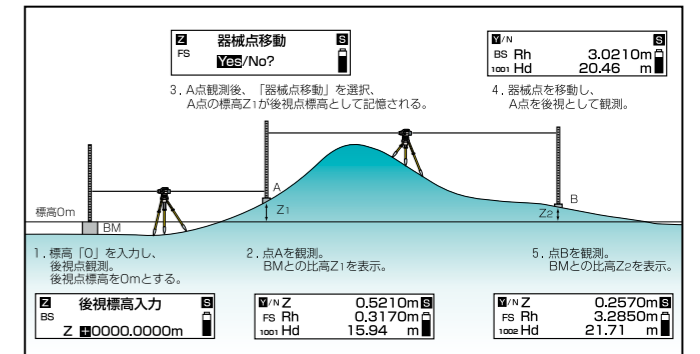 Z 器械点移動 S
FS Yes/No?
3. A点観測後、「器械点移動」を選択、
A点の標高Z1が後視点標高として記憶される。
Y/N S
BS Rh 3.0210m
1001 Hd 20.46 m
4. 器械点を移動し、
A点を後視として観測。
標高0m
BM
A
Z1
B
Z2
1. 標高「0」を入力し、
後視点観測。
後視点標高を0mとする。
Z 後視標高入力 S
BS
Z +0000.0000m
2. 点Aを観測。
BMとの比高Z1を表示。
Y/N Z 0.5210m S
FS Rh 0.3170m
1001 Hd 15.94 m
5. 点Bを観測。
BMとの比高Z2を表示。
Y/N Z 0.2570m S
FS Rh 3.2850m
1002 Hd 21.71 m